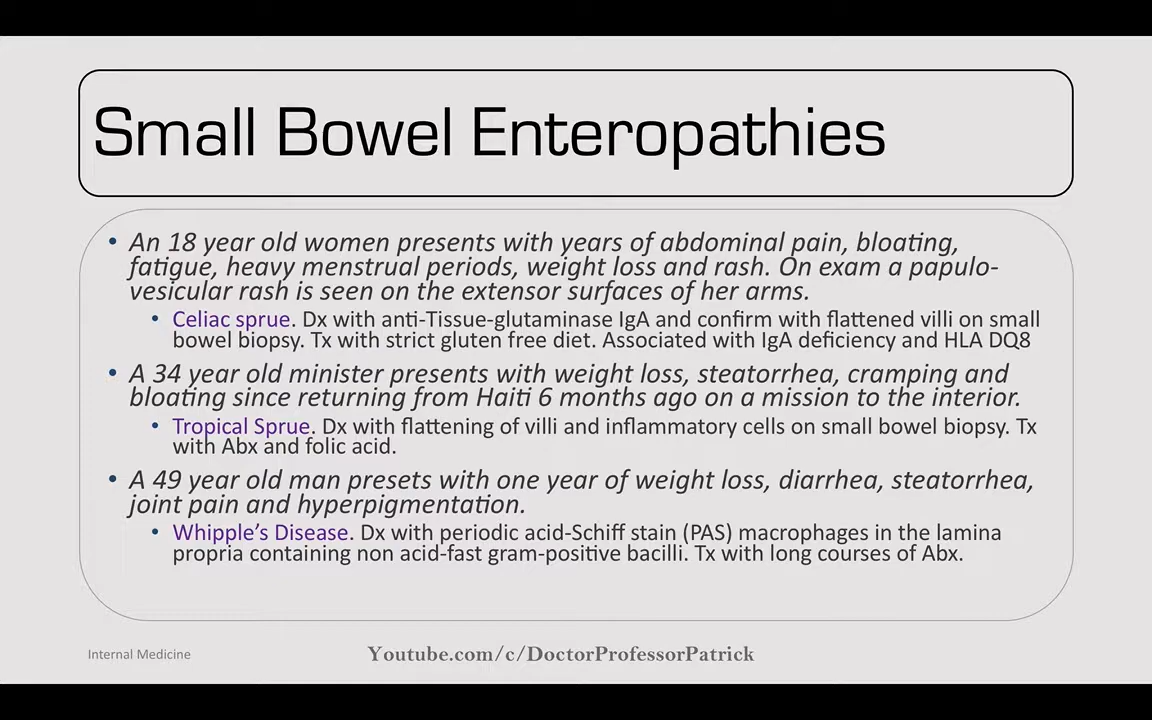 Small Bowel Enteropathies
• An 18 year old women presents with years of abdominal pain, bloating,
fatigue, heavy menstrual periods, weight loss and rash. On exam a papulo-
vesicular rash is seen on the extensor surfaces of her arms.
• Celiac sprue. Dx with anti-Tissue-glutaminase IgA and confirm with flattened villi on small
bowel biopsy. Tx with strict gluten free diet. Associated with IgA deficiency and HLA DQ8
• A 34 year old minister presents with weight loss, steatorrhea, cramping and
bloating since returning from Haiti 6 months ago on a mission to the interior.
• Tropical Sprue. Dx with flattening of villi and inflammatory cells on small bowel biopsy. Tx
with Abx and folic acid.
• A 49 year old man presets with one year of weight loss, diarrhea, steatorrhea,
joint pain and hyperpigmentation.
• Whipple's Disease. Dx with periodic acid-Schiff stain (PAS) macrophages in the lamina
propria containing non acid-fast gram-positive bacilli. Tx with long courses of Abx.
Internal Medicine
Youtube.com/c/DoctorProfessorPatrick